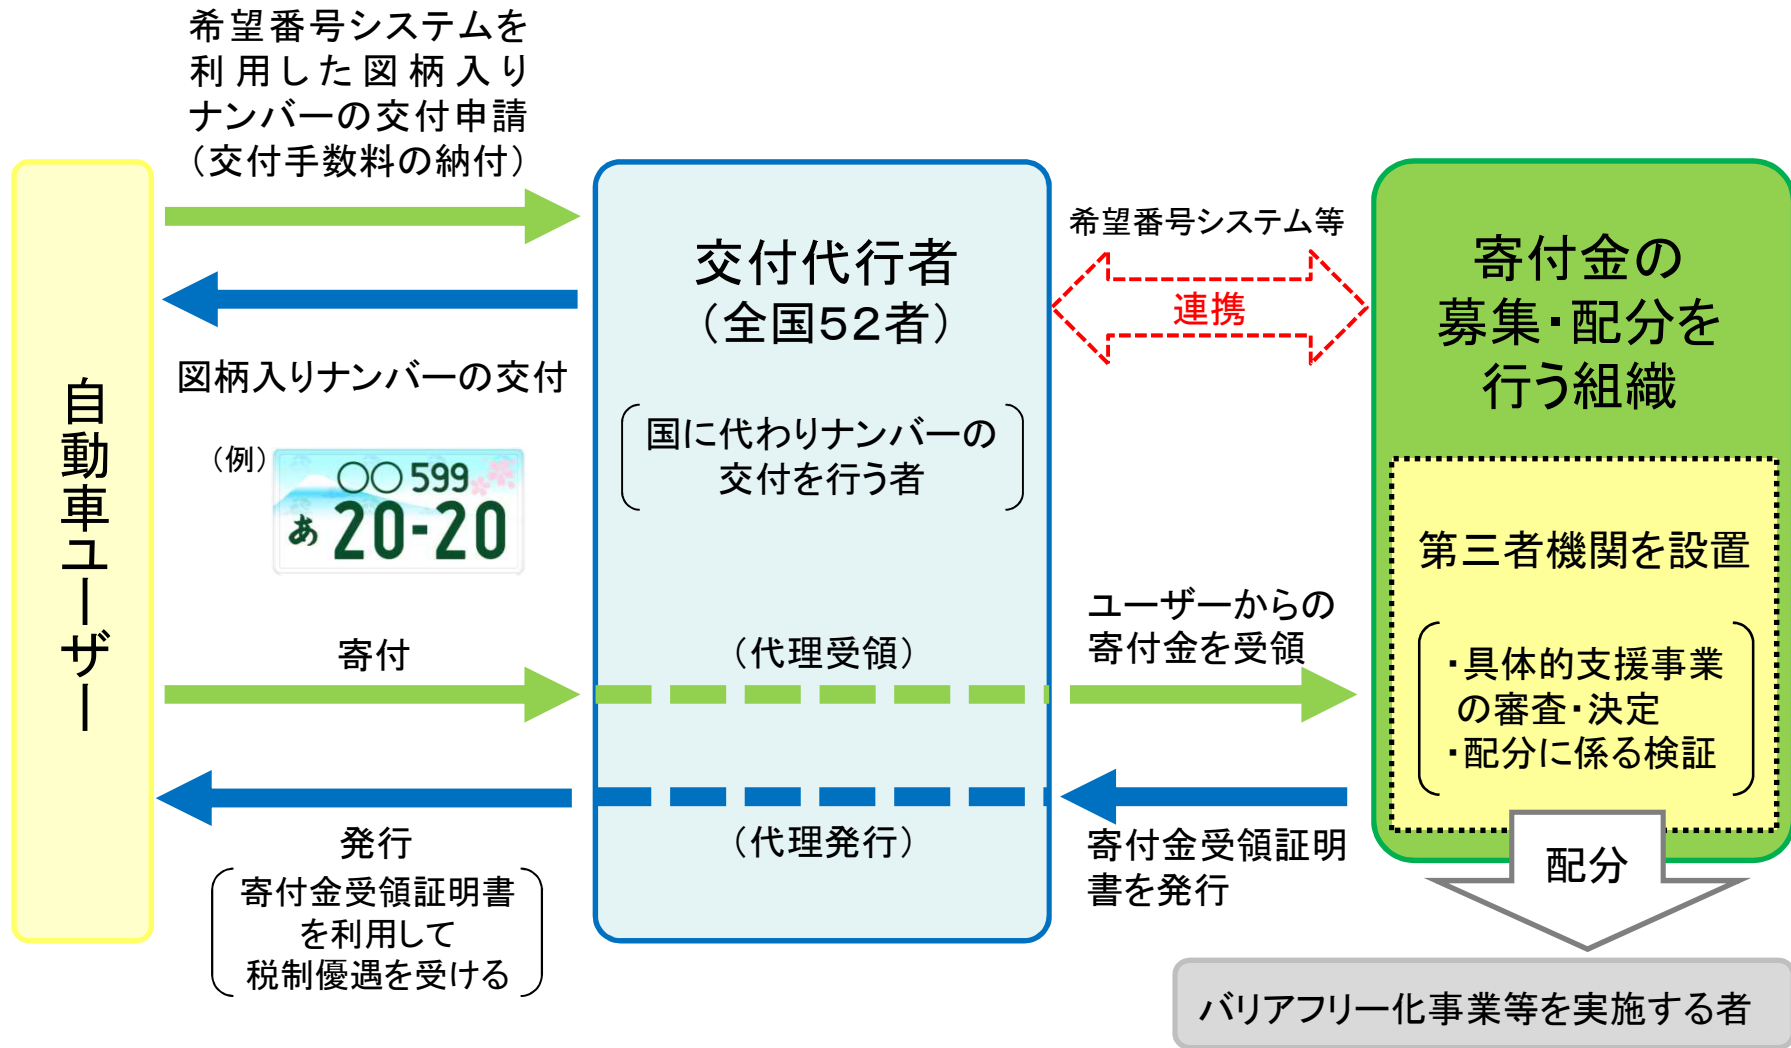 希望番号システムを
利用した図柄入り
ナンバーの交付申請
（交付手数料の納付）
自動車ユーザー
図柄入りナンバーの交付
（例）
○○ 599
あ 20-20
寄付
発行
寄付金受領証明書
を利用して
税制優遇を受ける
交付代行者
（全国５２者）
国に代わりナンバーの
交付を行う者
（代理受領）
（代理発行）
希望番号システム等
連携
ユーザーからの
寄付金を受領
寄付金受領証明
書を発行
寄付金の
募集・配分を
行う組織
第三者機関を設置
・具体的支援事業
の審査・決定
・配分に係る検証
配分
バリアフリー化事業等を実施する者